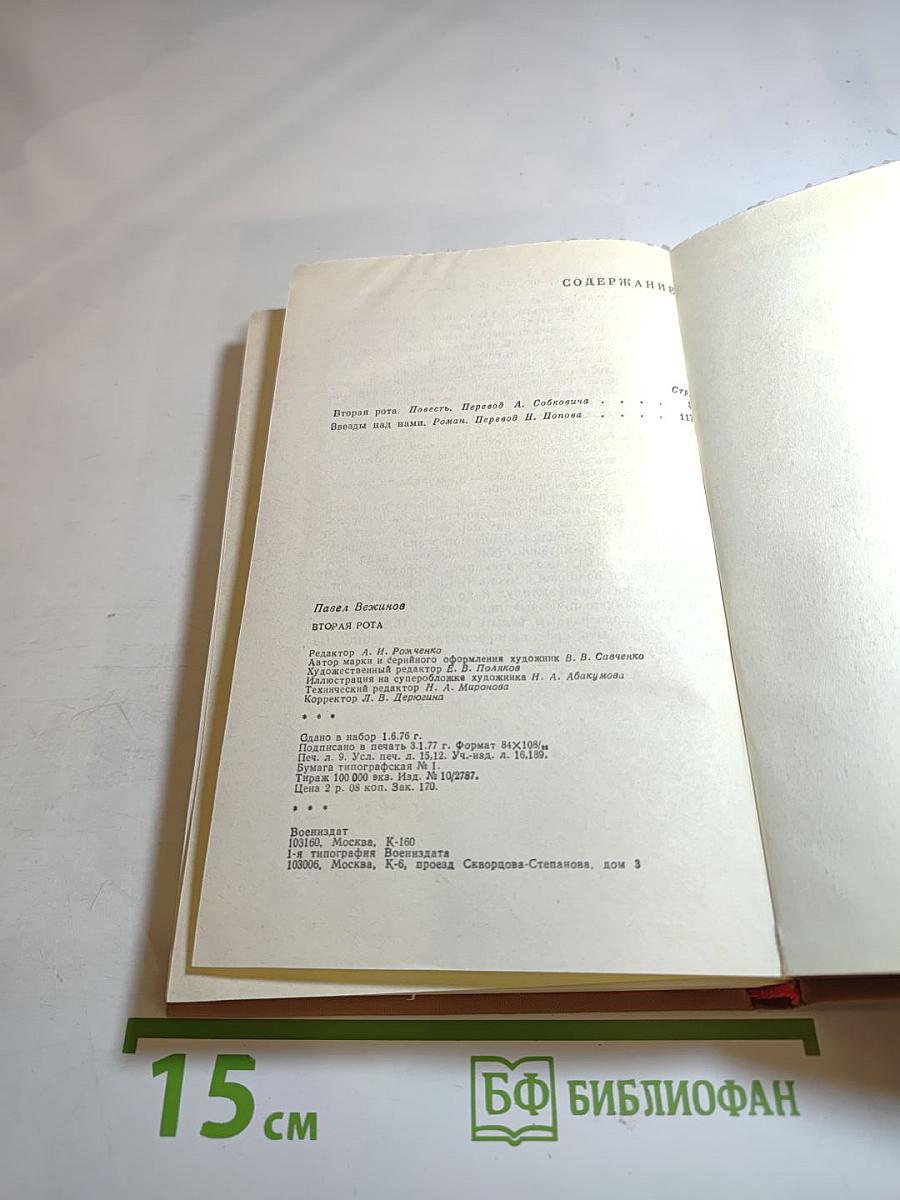 СОДЕРЖАНИЕ
Стр.
Вторая рота. Повесть. Перевод А. Собковича . . . .
Звезды над нами. Роман. Перевод И. Попова . . . . 117
Павел Вежинов
ВТОРАЯ РОТА
Редактор А. И. Рожченко
Автор марки и серийного оформления художник В. В. Савченко
Художественный редактор Е. В. Поляков
Иллюстрация на суперобложке художника Н. А. Абакумова
Технический редактор Н. А. Миронова
Корректор Л. В. Дерюгина
* * *
Сдано в набор 1.6.76 г.
Подписано в печать 3.1.77 г. Формат 84×108/32
Печ. л. 9. Усл. печ. л. 15,12. Уч.-изд. л. 16,189.
Бумага типографская № 1.
Тираж 100 000 экз. Изд. № 10/2787.
Цена 2 р. 08 коп. Зак. 170.
* * *
Воениздат
103160, Москва, К-160
1-я типография Воениздата
103006, Москва, К-6, проезд Скворцова-Степанова, дом 3
15 см
БФ БИБЛИОФАН